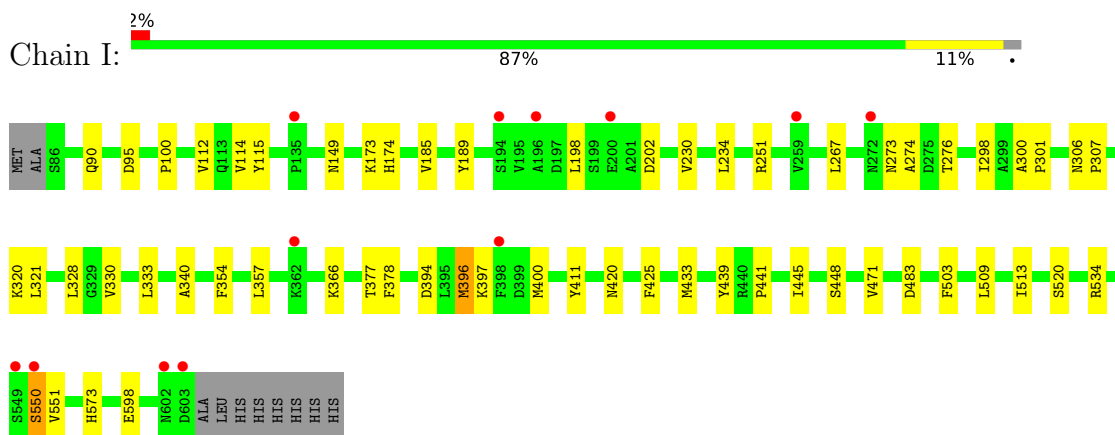 2%
Chain I:
87% 11% •
MET ALA S86 Q90 D95 P100 V112 Q113 V114 Y115 P135 N149 K173 H174 V185 Y189 S194 V195 A196 D197 L198 S199 E200 A201 D202 V230 L234 R251 V259 L267 N272 N273 A274 D275 T276 I298 A299 A300 P301 N306 P307
K320 L321 L328 G329 V330 L333 A340 F354 L357 K362 K366 T377 F378 D394 L395 M396 K397 F398 D399 M400 Y411 N420 F425 M433 Y439 R440 P441 I445 S448 V471 D483 F503 L509 I513 S520 R534
S549 S550 V551 H573 E598 N602 D603 ALA LEU HIS HIS HIS HIS HIS HIS